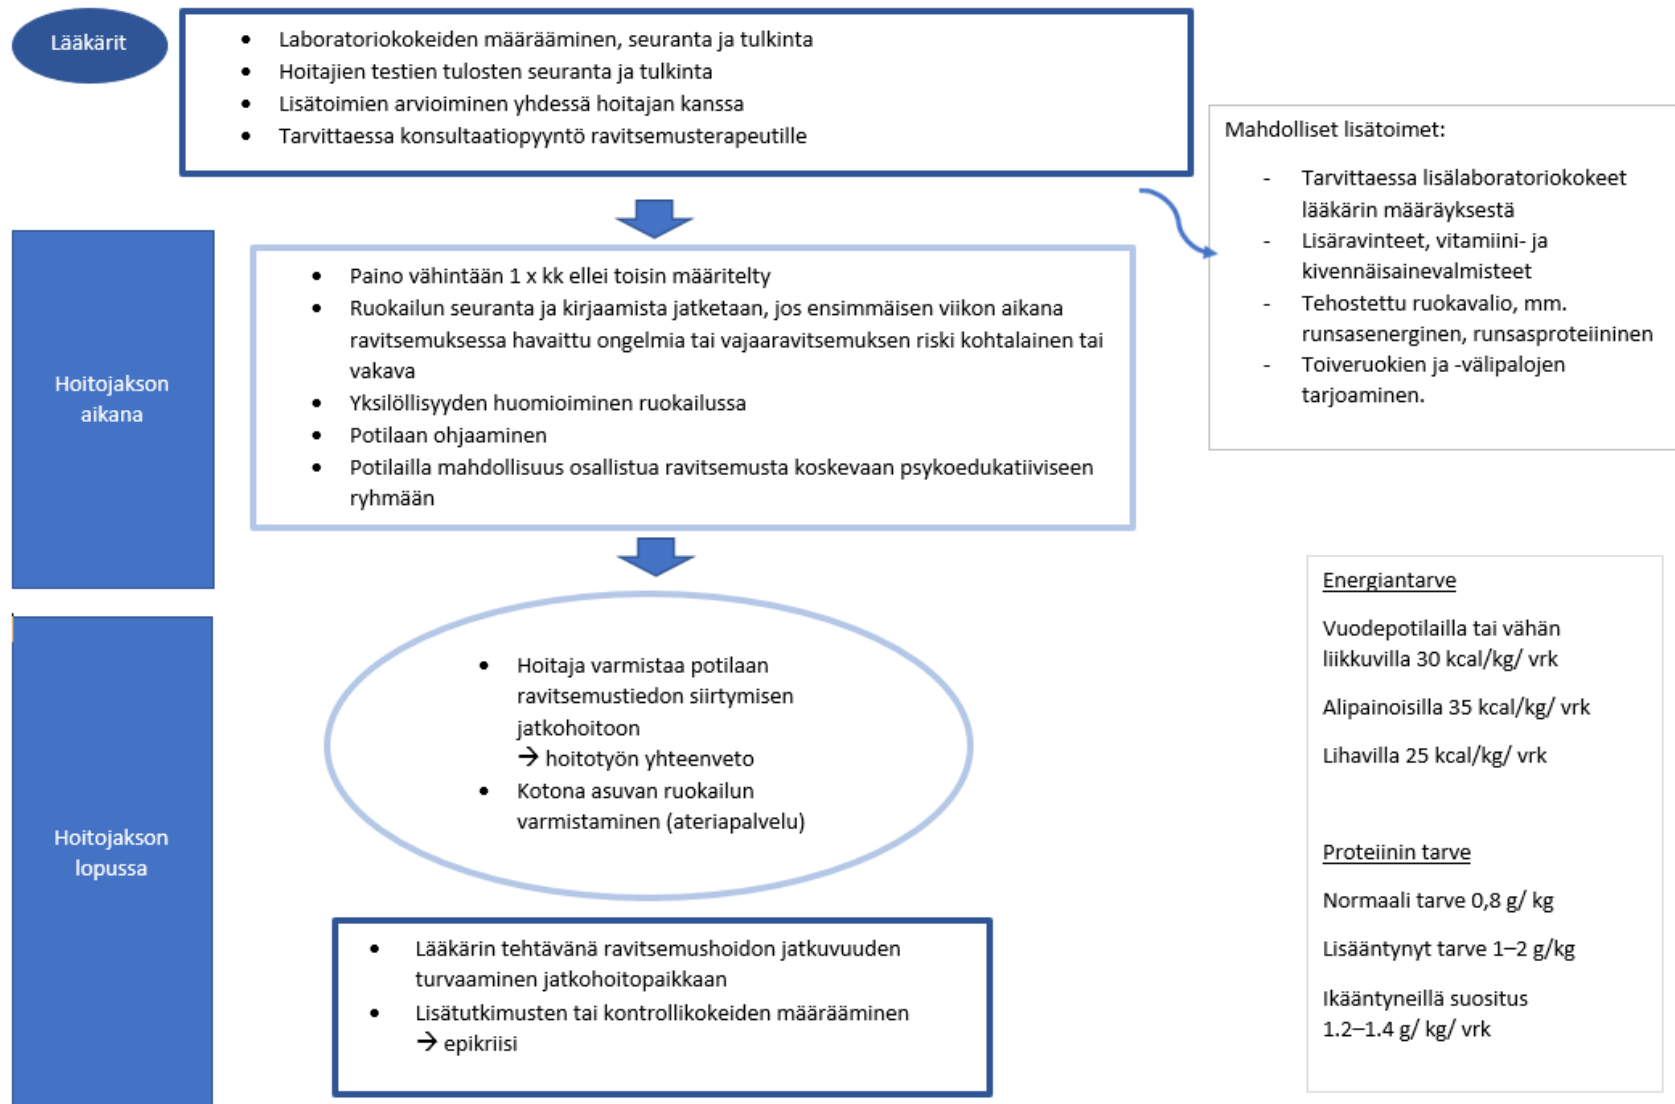 Lääkärit
Laboratoriokokeiden määrääminen, seuranta ja tulkinta
Hoitajien testien tulosten seuranta ja tulkinta
Lisätoimien arvioiminen yhdessä hoitajan kanssa
Tarvittaessa konsultaatiopyyntö ravitsemusterapeutille
Mahdolliset lisätoimet:
- Tarvittaessa lisälaboratoriokokeet
lääkärin määräyksestä
- Lisäravinteet, vitamiini- ja
kivennäisainevalmisteet
- Tehostettu ruokavalio, mm.
runsasenerginen, runsasproteiininen
- Toiveruokien ja -välipalojen
tarjoaminen.
Hoitojakson
aikana
Paino vähintään 1 x kk ellei toisin määritelty
Ruokailun seuranta ja kirjaamista jatketaan, jos ensimmäisen viikon aikana
ravitsemuksessa havaittu ongelmia tai vajaaravitsemuksen riski kohtalainen tai
vakava
Yksilöllisyyden huomioiminen ruokailussa
Potilaan ohjaaminen
Potilailla mahdollisuus osallistua ravitsemusta koskevaan psykoedukatiiviseen
ryhmään
Hoitojakson
lopussa
Hoitaja varmistaa potilaan
ravitsemustiedon siirtymisen
jatkohoitoon
→ hoitotyön yhteenveto
Kotona asuvan ruokailun
varmistaminen (ateriapalvelu)
Lääkärin tehtävänä ravitsemushoidon jatkuvuuden
turvaaminen jatkohoitopaikkaan
Lisätutkimusten tai kontrollikokeiden määrääminen
→ epikriisi
Energiantarve
Vuodepotilailla tai vähän
liikkuvilla 30 kcal/kg/ vrk
Alipainoisilla 35 kcal/kg/ vrk
Lihavilla 25 kcal/kg/ vrk
Proteiinin tarve
Normaali tarve 0,8 g/ kg
Lisääntynyt tarve 1–2 g/kg
Ikääntyneillä suositus
1.2–1.4 g/ kg/ vrk